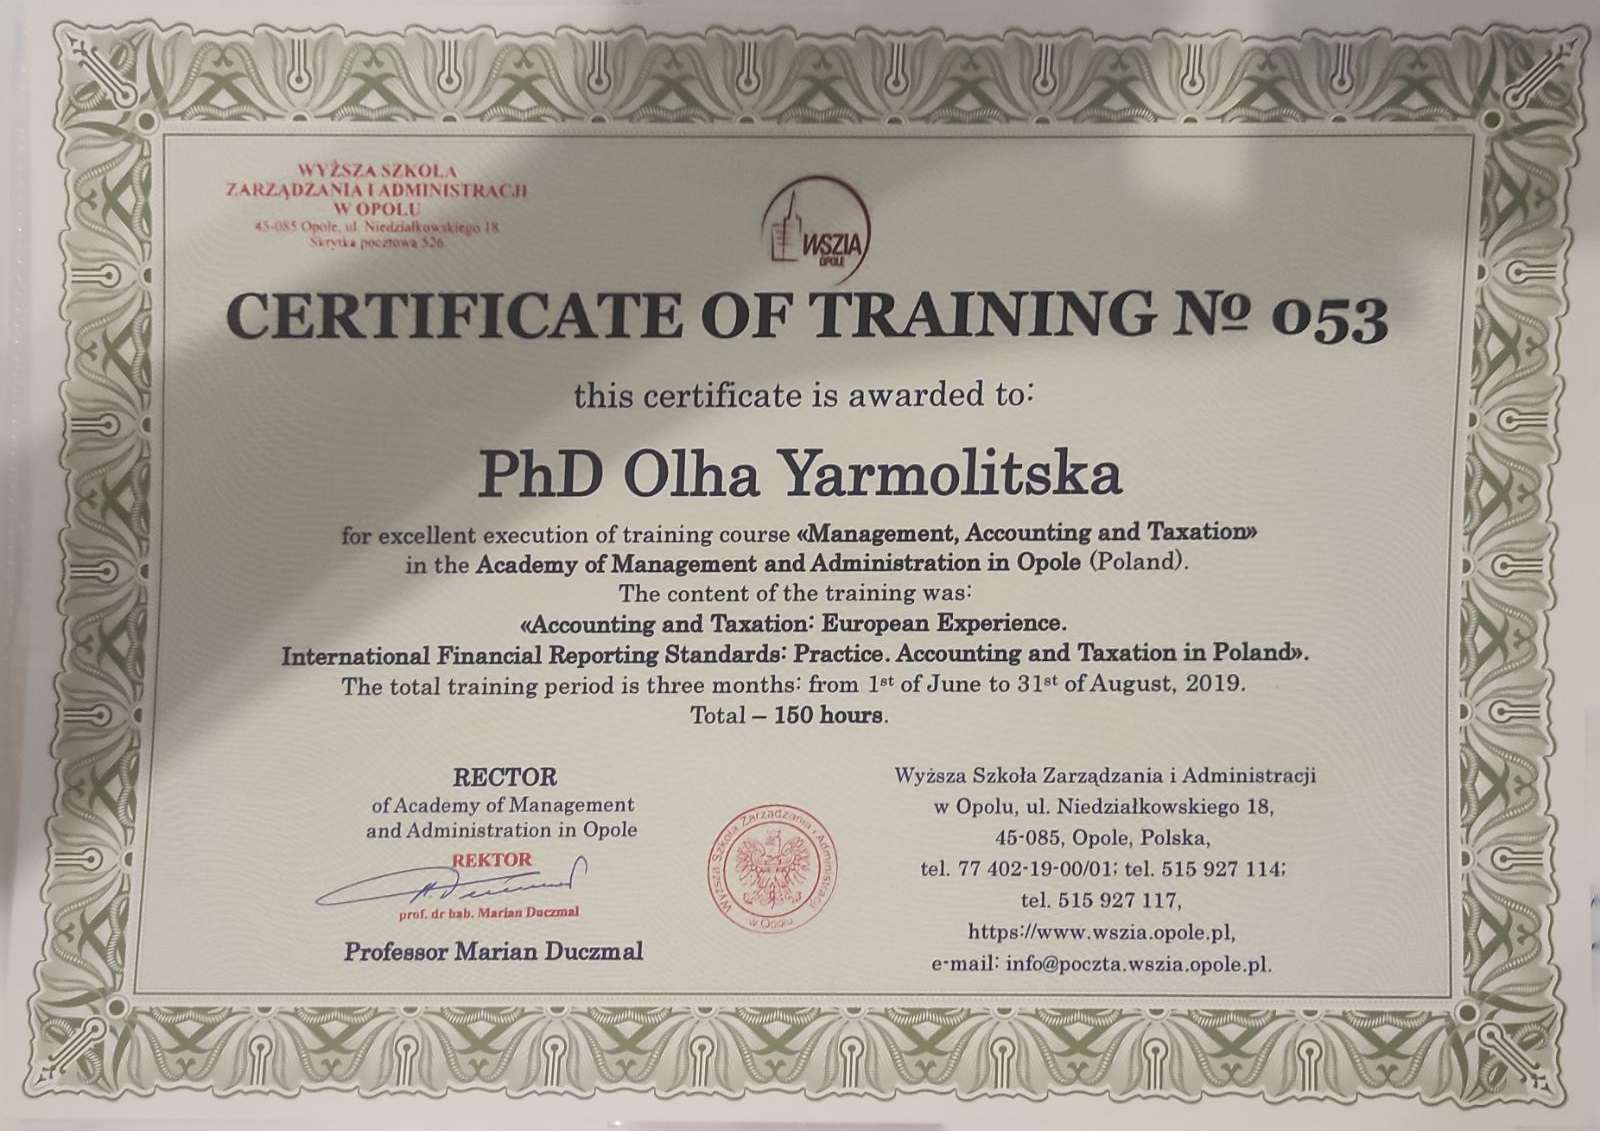 WYŻSZA SZKOŁA
ZARZĄDZANIA I ADMINISTRACJI
W OPOLU
45-085 Opole, ul. Niedziałkowskiego 18
Skrytka pocztowa 526
WSZIA
OPOLE
CERTIFICATE OF TRAINING № 053
this certificate is awarded to:
PhD Olha Yarmolitska
for excellent execution of training course «Management, Accounting and Taxation»
in the Academy of Management and Administration in Opole (Poland).
The content of the training was:
«Accounting and Taxation: European Experience.
International Financial Reporting Standards: Practice. Accounting and Taxation in Poland».
The total training period is three months: from 1st of June to 31st of August, 2019.
Total – 150 hours.
RECTOR
of Academy of Management
and Administration in Opole
REKTOR
prof. dr hab. Marian Duczmal
Professor Marian Duczmal
Wyższa Szkoła Zarządzania i Administracji
w Opolu
Wyższa Szkoła Zarządzania i Administracji
w Opolu, ul. Niedziałkowskiego 18,
45-085, Opole, Polska,
tel. 77 402-19-00/01; tel. 515 927 114;
tel. 515 927 117,
https://www.wszia.opole.pl,
e-mail: info@poczta.wszia.opole.pl.